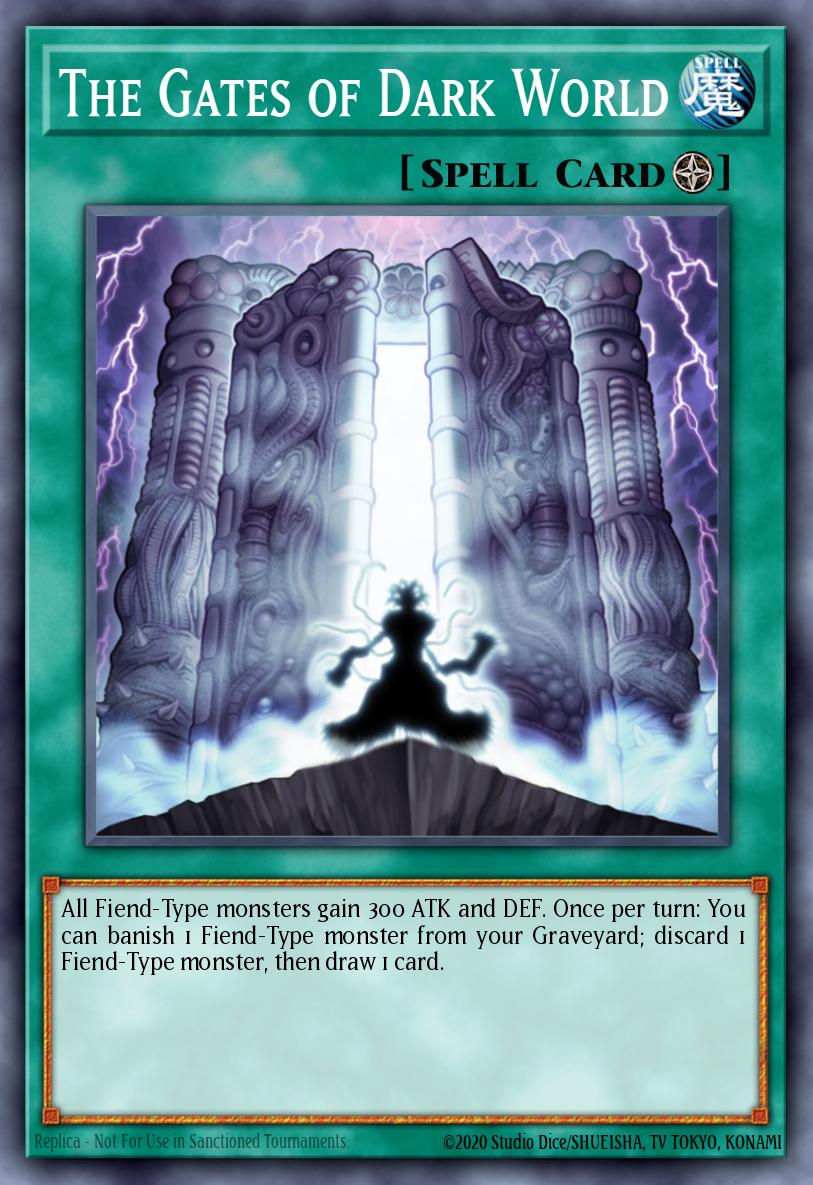 The Gates of Dark World
SPELL
魔
[Spell Card]
All Fiend-Type monsters gain 300 ATK and DEF. Once per turn: You
can banish 1 Fiend-Type monster from your Graveyard; discard 1
Fiend-Type monster, then draw 1 card.
Replica - Not For Use in Sanctioned Tournaments.
©2020 Studio Dice/SHUEISHA, TV TOKYO, KONAMI